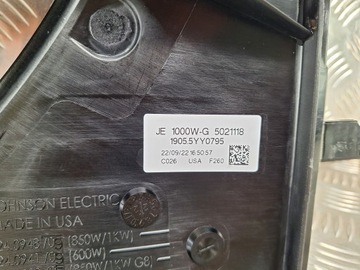 JE 1000W-G 5021118
1905.5YY0795
22/09/22 16:50:57
C026 USA F260
JOHNSON ELECTRIC
MADE IN USA
(850W/1KW)
(600W)
(850W/1KW G8)